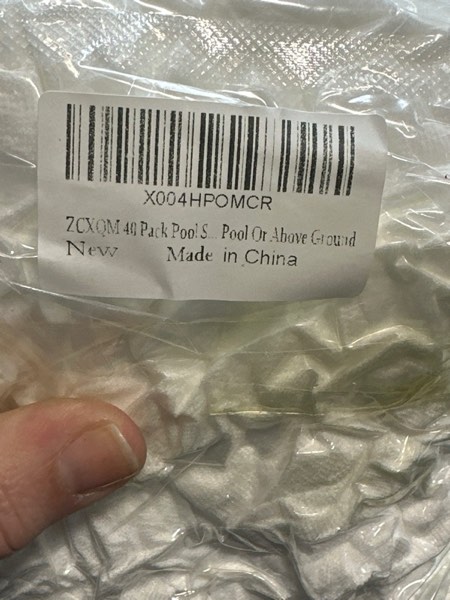 X004HPOMCR
ZCXQM 40 Pack Pool S... Pool Or Above Ground
New Made in China